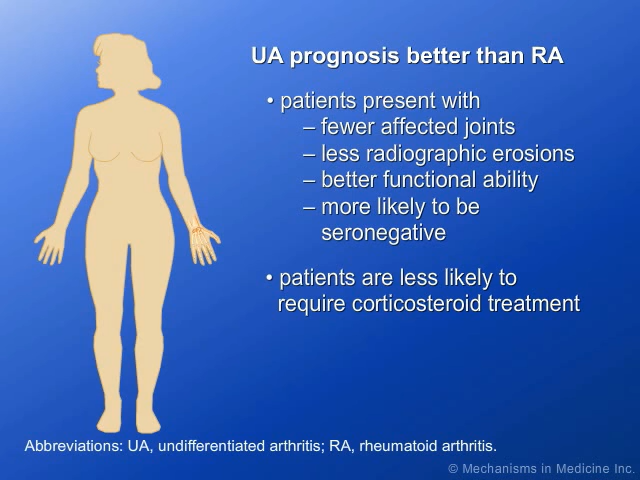 UA prognosis better than RA
• patients present with
– fewer affected joints
– less radiographic erosions
– better functional ability
– more likely to be
seronegative
• patients are less likely to
require corticosteroid treatment
Abbreviations: UA, undifferentiated arthritis; RA, rheumatoid arthritis.
© Mechanisms in Medicine Inc.